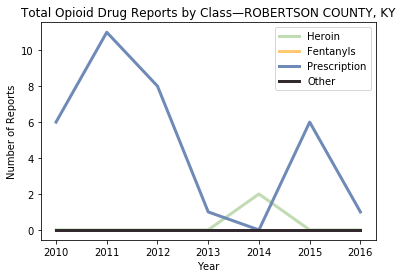 Total Opioid Drug Reports by Class—ROBERTSON COUNTY, KY
Heroin
Fentanyls
Prescription
Other
Number of Reports
10
8
6
4
2
0
2010 2011 2012 2013 2014 2015 2016
Year